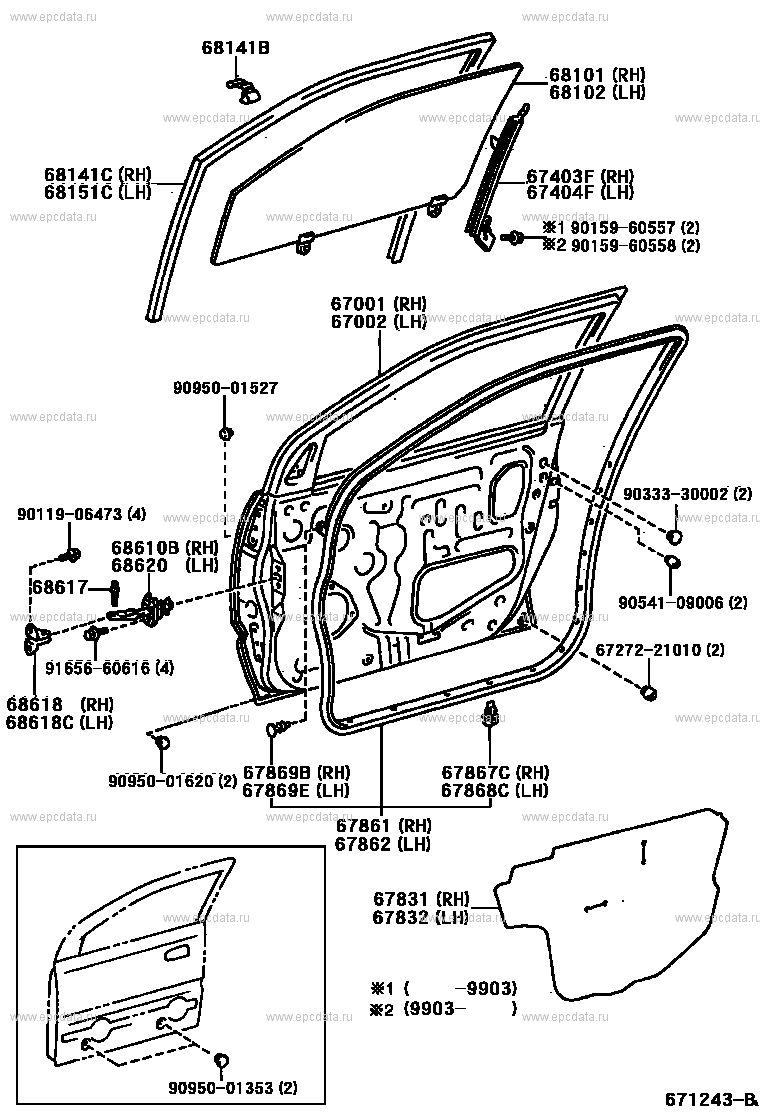 68141B
68101 (RH)
68102 (LH)
68141C (RH)
68151C (LH)
67403F (RH)
67404F (LH)
※1 90159-60557 (2)
※2 90159-60558 (2)
67001 (RH)
67002 (LH)
90950-01527
90333-30002 (2)
90119-06473 (4)
68610B (RH)
68620 (LH)
68617
90541-09006 (2)
91656-60616 (4)
67272-21010 (2)
68618 (RH)
68618C (LH)
90950-01620 (2)
67869B (RH)
67869E (LH)
67867C (RH)
67868C (LH)
67861 (RH)
67862 (LH)
67831 (RH)
67832 (LH)
※1 ( -9903)
※2 (9903- )
90950-01353 (2)
671243-B
www.epcdata.ru